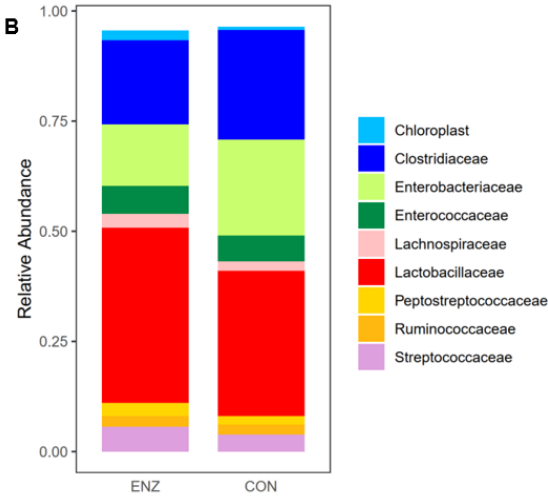 B
Relative Abundance
1.00
0.75
0.50
0.25
0.00
ENZ CON
Chloroplast
Clostridiaceae
Enterobacteriaceae
Enterococcaceae
Lachnospiraceae
Lactobacillaceae
Peptostreptococcaceae
Ruminococcaceae
Streptococcaceae